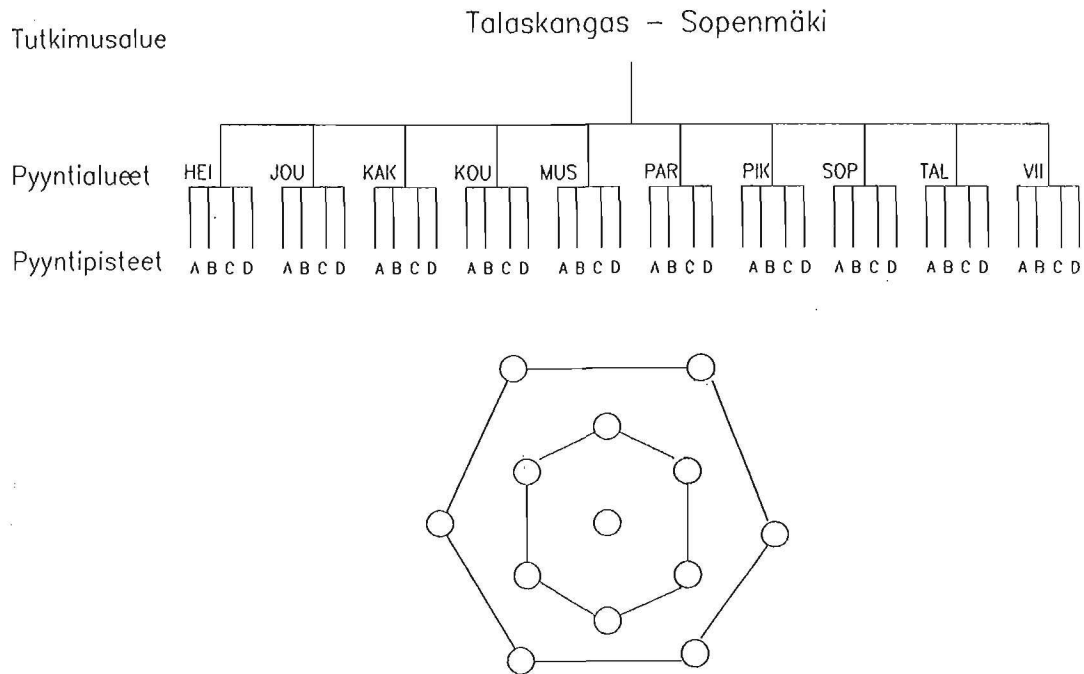 Tutkimusalue
Talaskangas – Sopenmäki
Pyyntialueet
HEI JOU KAK KOU MUS PAR PIK SOP TAL VII
Pyyntipisteet
A B C D A B C D A B C D A B C D A B C D A B C D A B C D A B C D A B C D A B C D